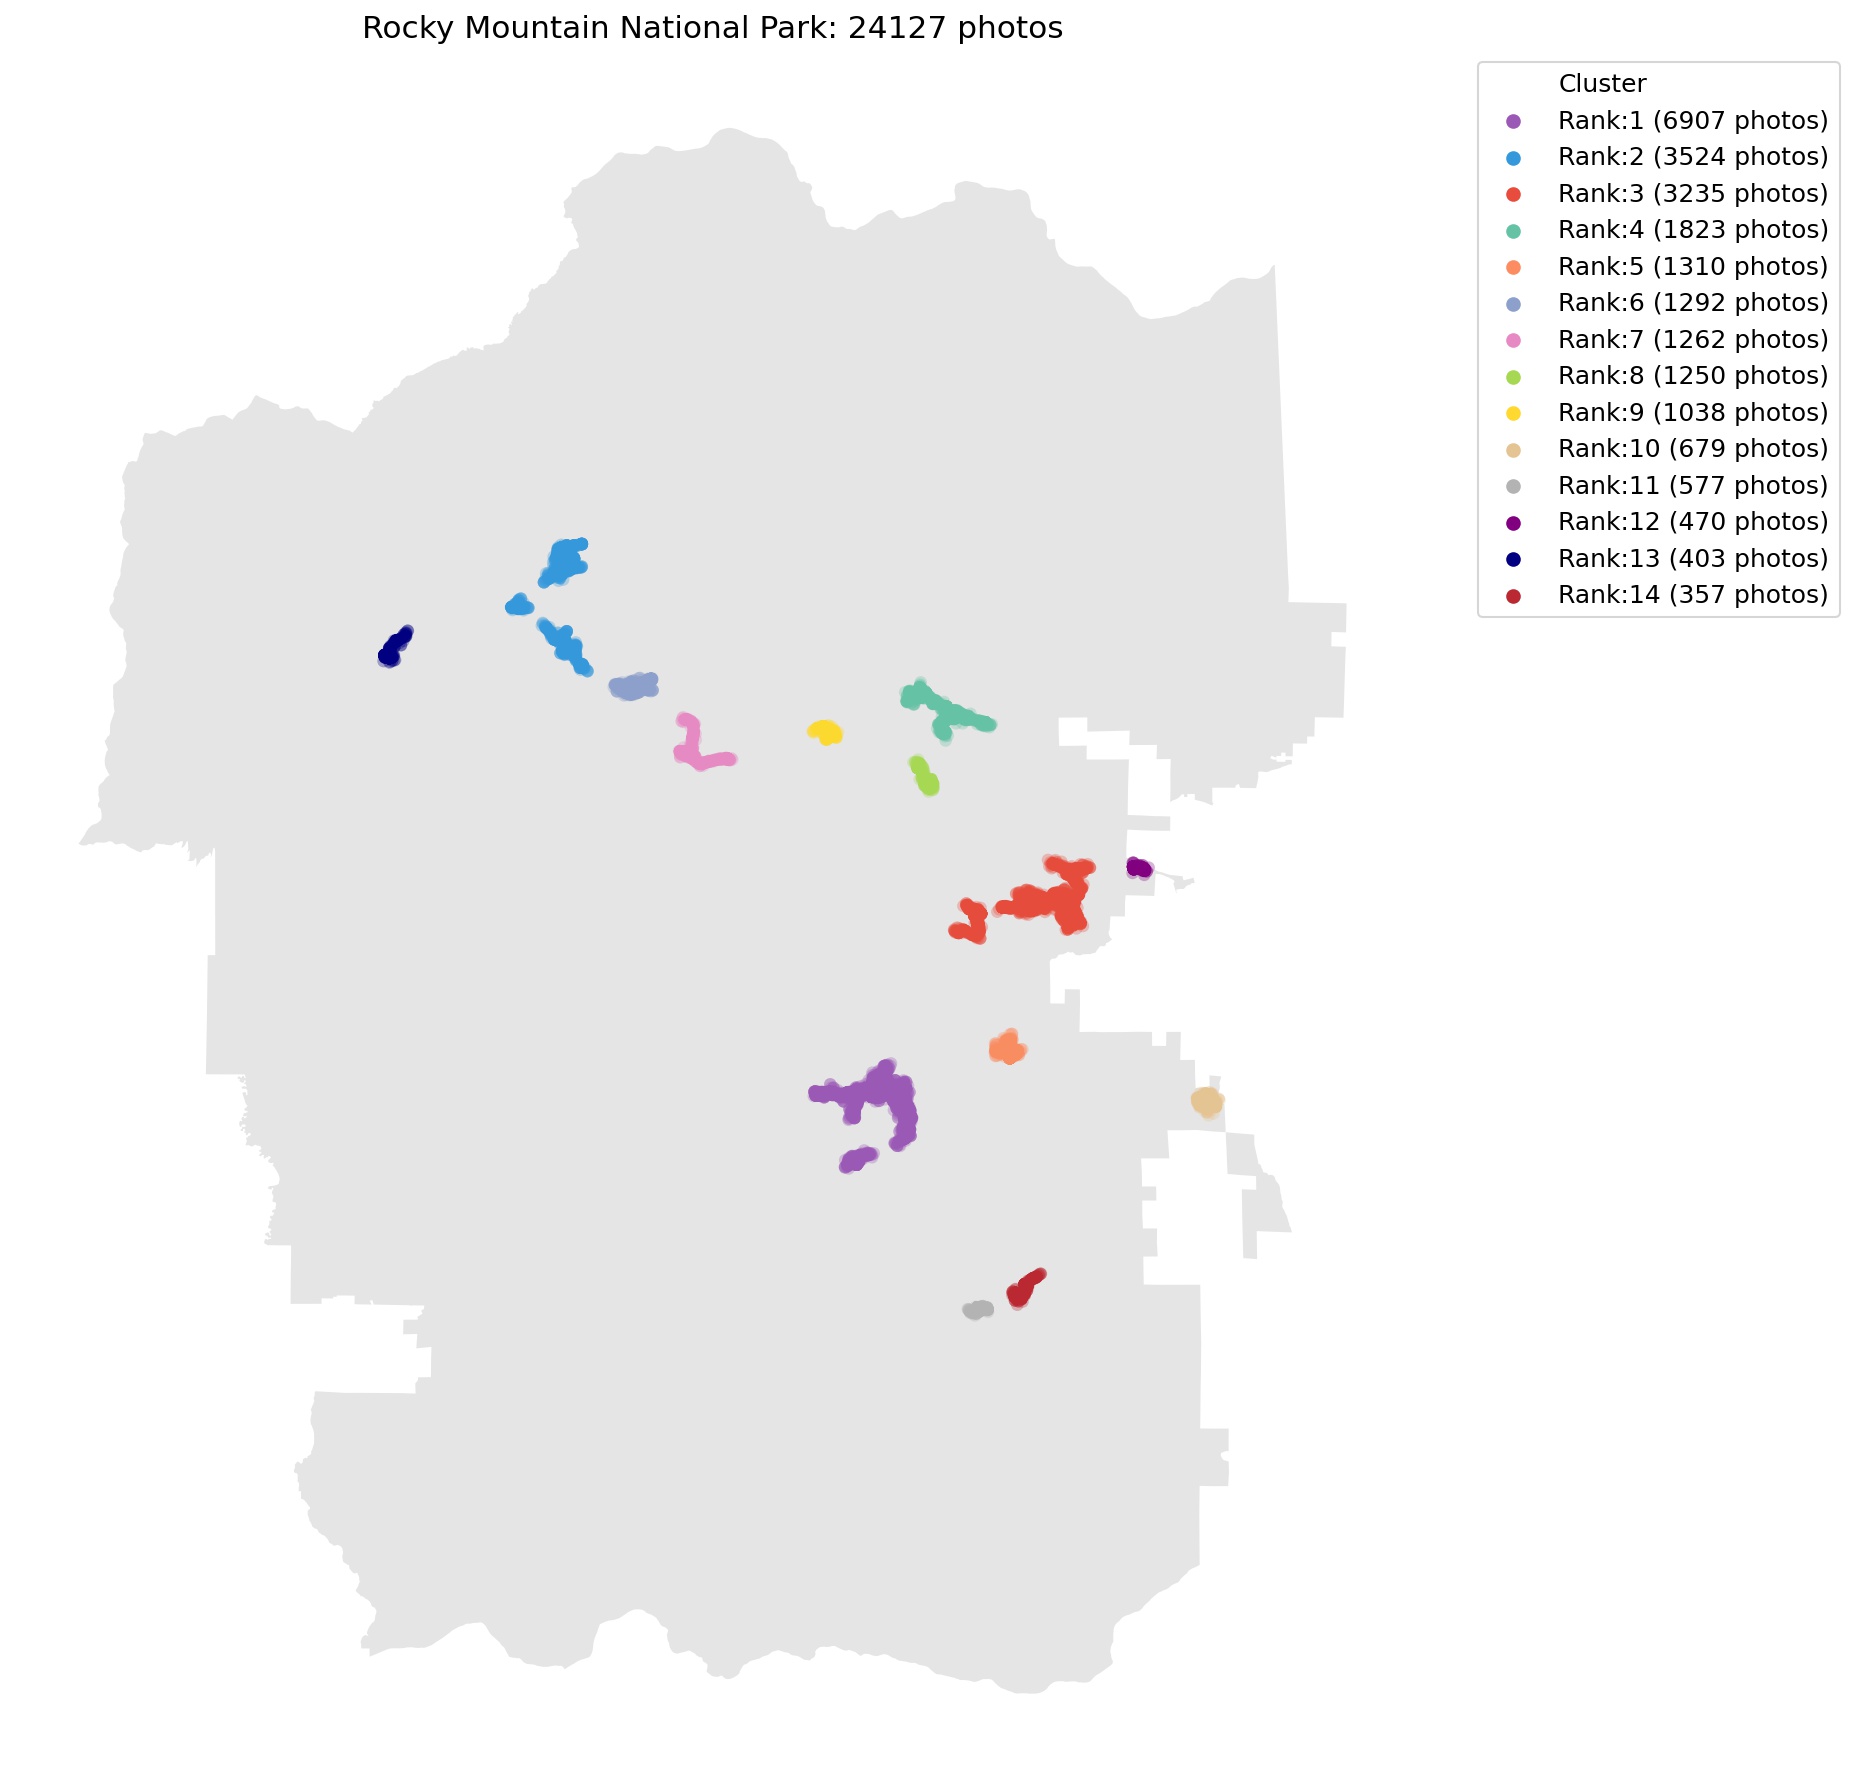 Rocky Mountain National Park: 24127 photos
Cluster
Rank:1 (6907 photos)
Rank:2 (3524 photos)
Rank:3 (3235 photos)
Rank:4 (1823 photos)
Rank:5 (1310 photos)
Rank:6 (1292 photos)
Rank:7 (1262 photos)
Rank:8 (1250 photos)
Rank:9 (1038 photos)
Rank:10 (679 photos)
Rank:11 (577 photos)
Rank:12 (470 photos)
Rank:13 (403 photos)
Rank:14 (357 photos)